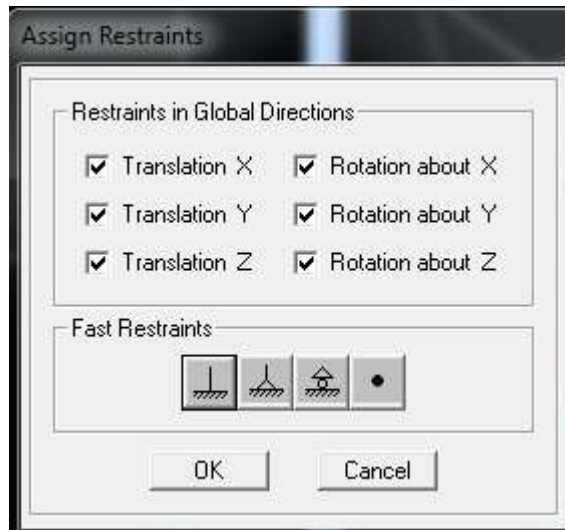 Assign Restraints
Restraints in Global Directions
Translation X Rotation about X
Translation Y Rotation about Y
Translation Z Rotation about Z
Fast Restraints
OK Cancel